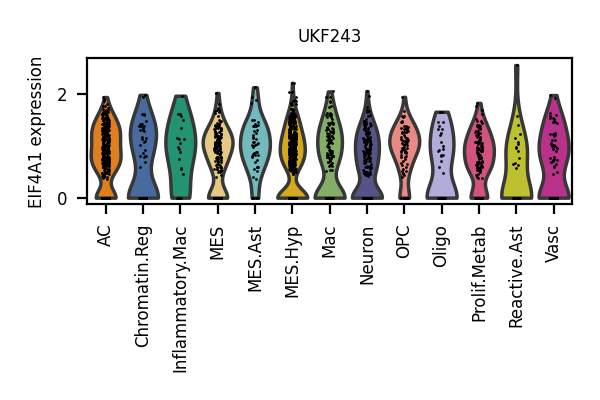 UKF243
EIF4A1 expression
2
0
AC
Chromatin.Reg
Inflammatory.Mac
MES
MES.Ast
MES.Hyp
Mac
Neuron
OPC
Oligo
Prolif.Metab
Reactive.Ast
Vasc